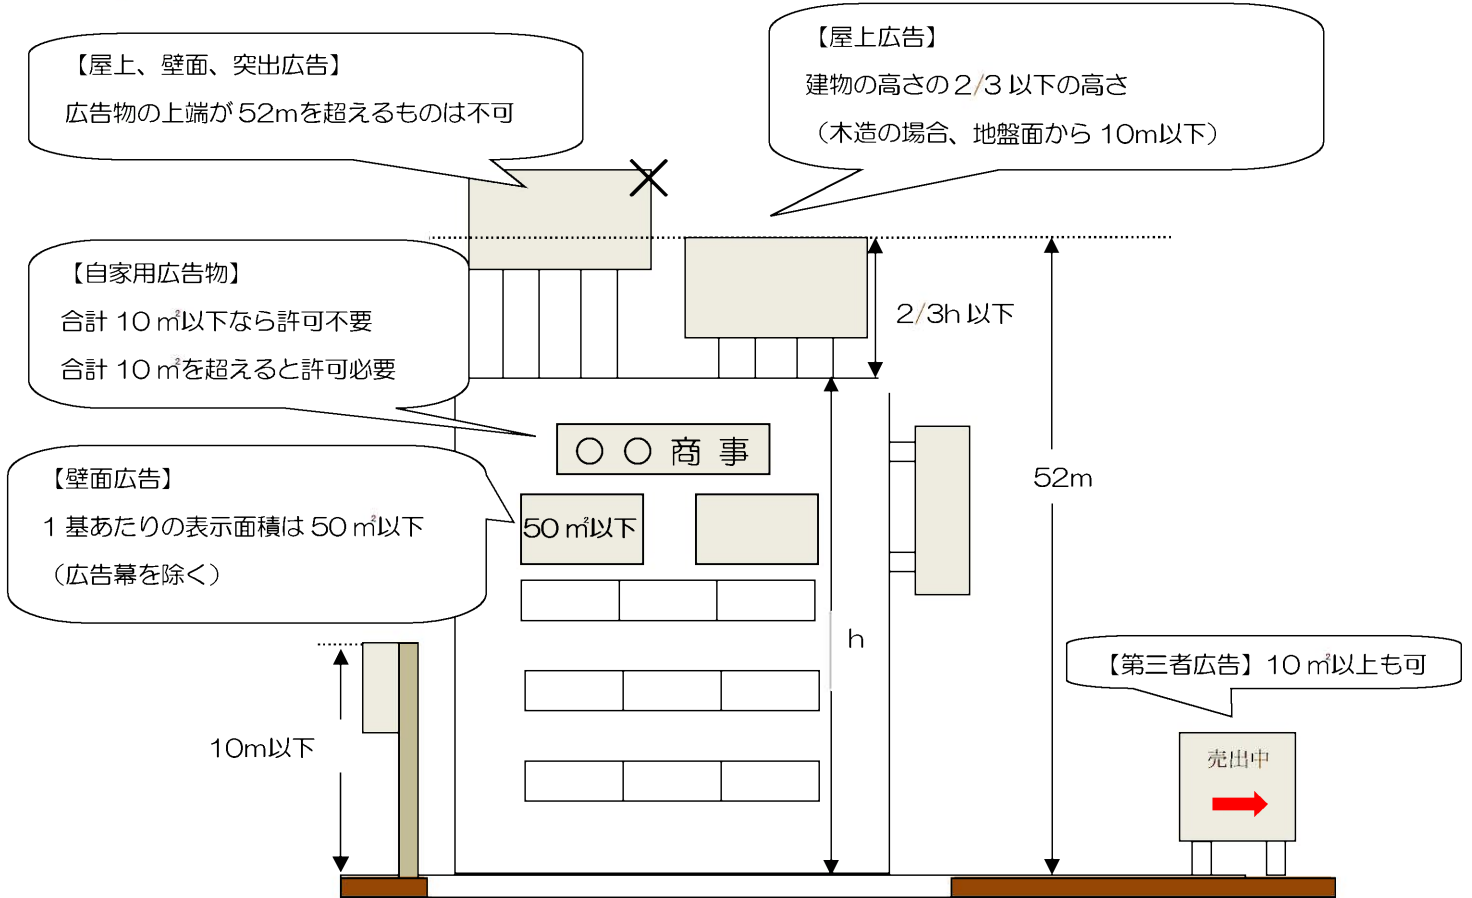 【屋上、壁面、突出広告】
広告物の上端が52mを超えるものは不可
【屋上広告】
建物の高さの2/3以下の高さ
（木造の場合、地盤面から10m以下）
【自家用広告物】
合計10㎡以下なら許可不要
合計10㎡を超えると許可必要
2/3h以下
〇〇商事
【壁面広告】
1基あたりの表示面積は50㎡以下
（広告幕を除く）
50㎡以下
52m
h
【第三者広告】10㎡以上も可
10m以下
売出中